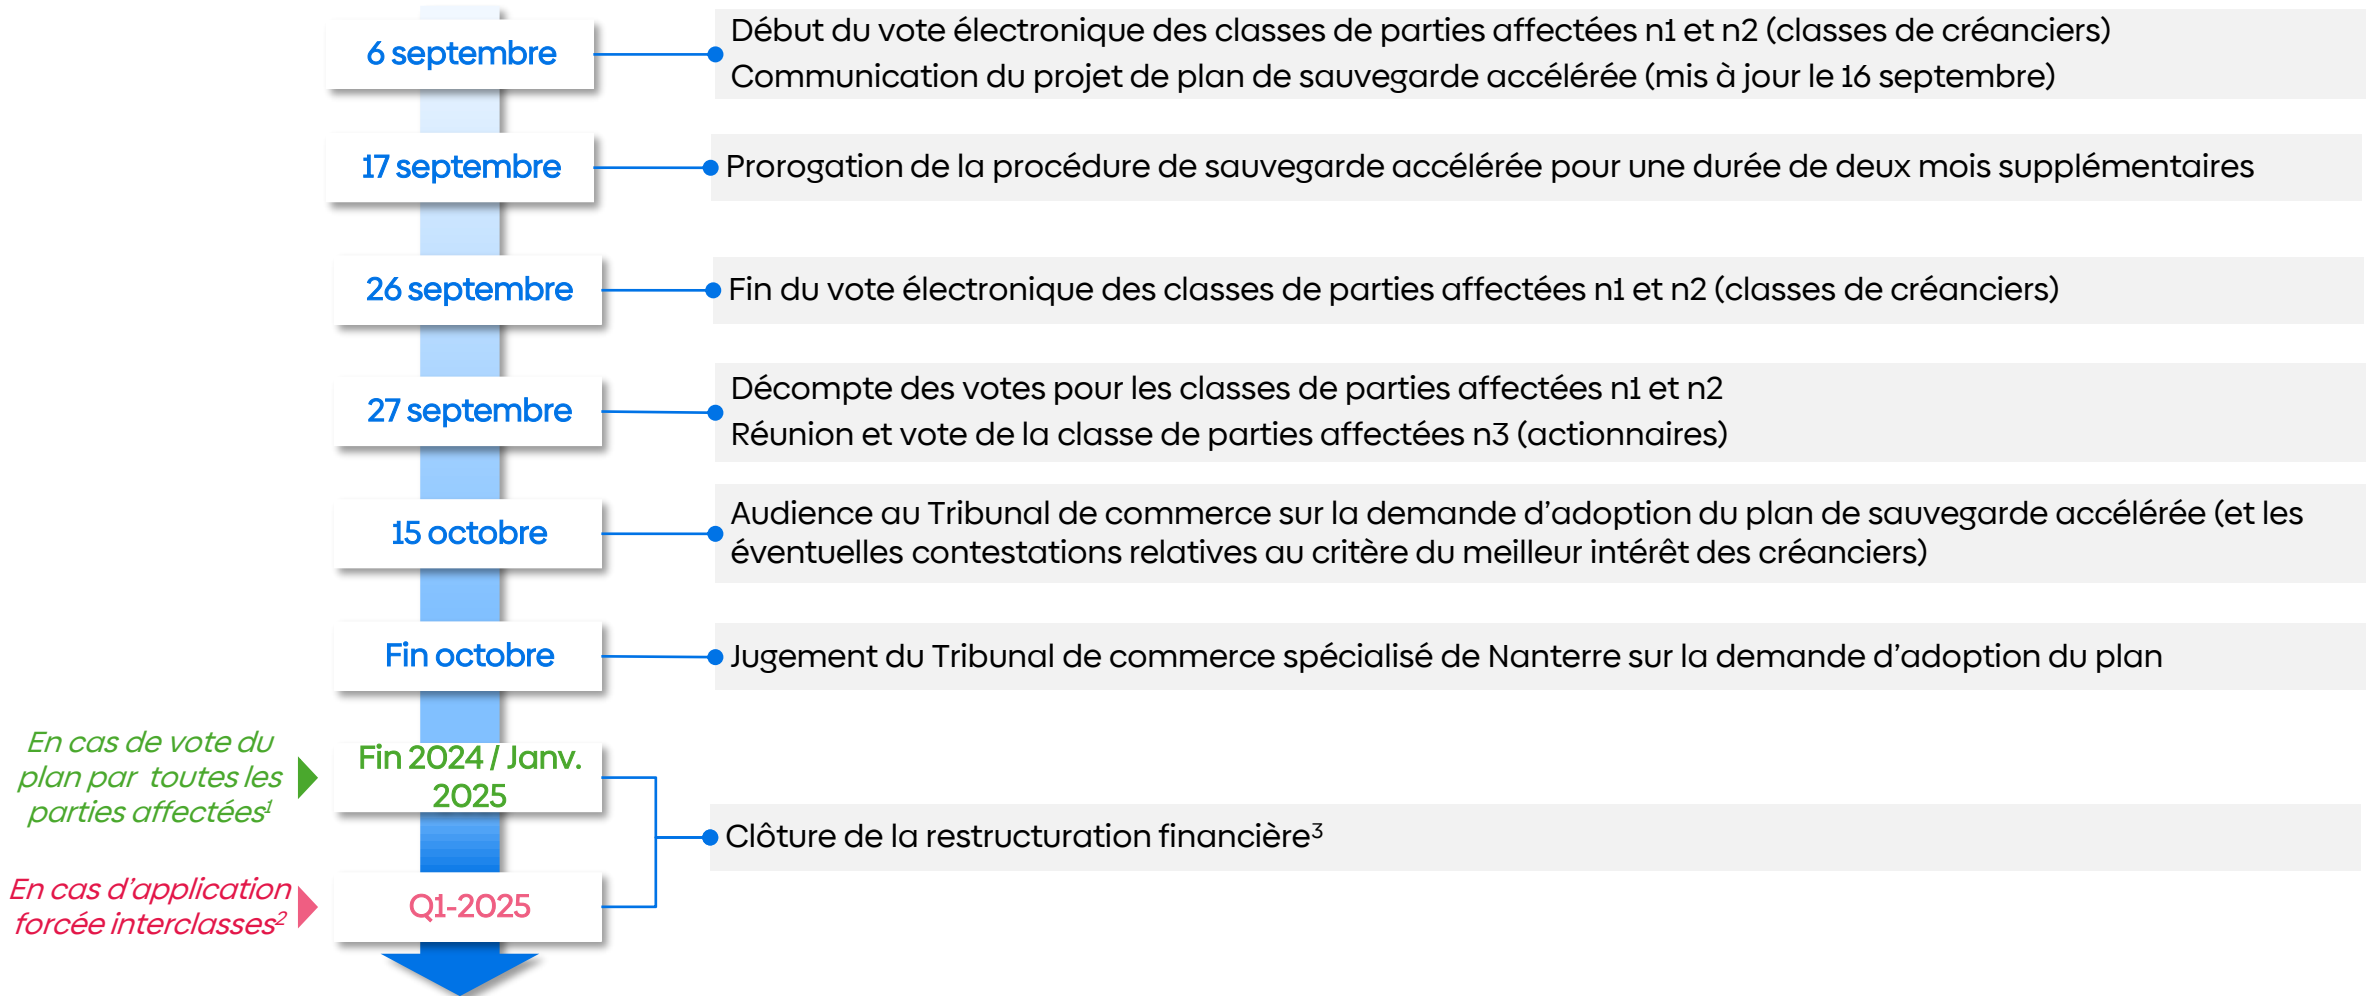 6 septembre
Début du vote électronique des classes de parties affectées n1 et n2 (classes de créanciers)
Communication du projet de plan de sauvegarde accélérée (mis à jour le 16 septembre)
17 septembre
Prorogation de la procédure de sauvegarde accélérée pour une durée de deux mois supplémentaires
26 septembre
Fin du vote électronique des classes de parties affectées n1 et n2 (classes de créanciers)
27 septembre
Décompte des votes pour les classes de parties affectées n1 et n2
Réunion et vote de la classe de parties affectées n3 (actionnaires)
15 octobre
Audience au Tribunal de commerce sur la demande d’adoption du plan de sauvegarde accélérée (et les
éventuelles contestations relatives au critère du meilleur intérêt des créanciers)
Fin octobre
Jugement du Tribunal de commerce spécialisé de Nanterre sur la demande d’adoption du plan
En cas de vote du
plan par toutes les
parties affectées¹
Fin 2024 / Janv.
2025
Clôture de la restructuration financière³
En cas d’application
forcée interclasses²
Q1-2025